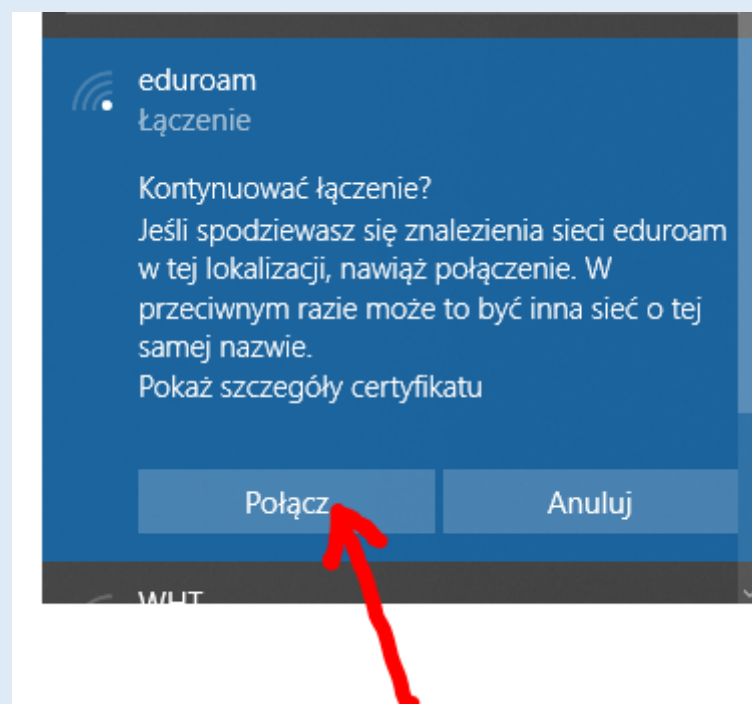 eduroam
Łączenie
Kontynuować łączenie?
Jeśli spodziewasz się znalezienia sieci eduroam
w tej lokalizacji, nawiąż połączenie. W
przeciwnym razie może to być inna sieć o tej
samej nazwie.
Pokaż szczegóły certyfikatu
Połącz
Anuluj